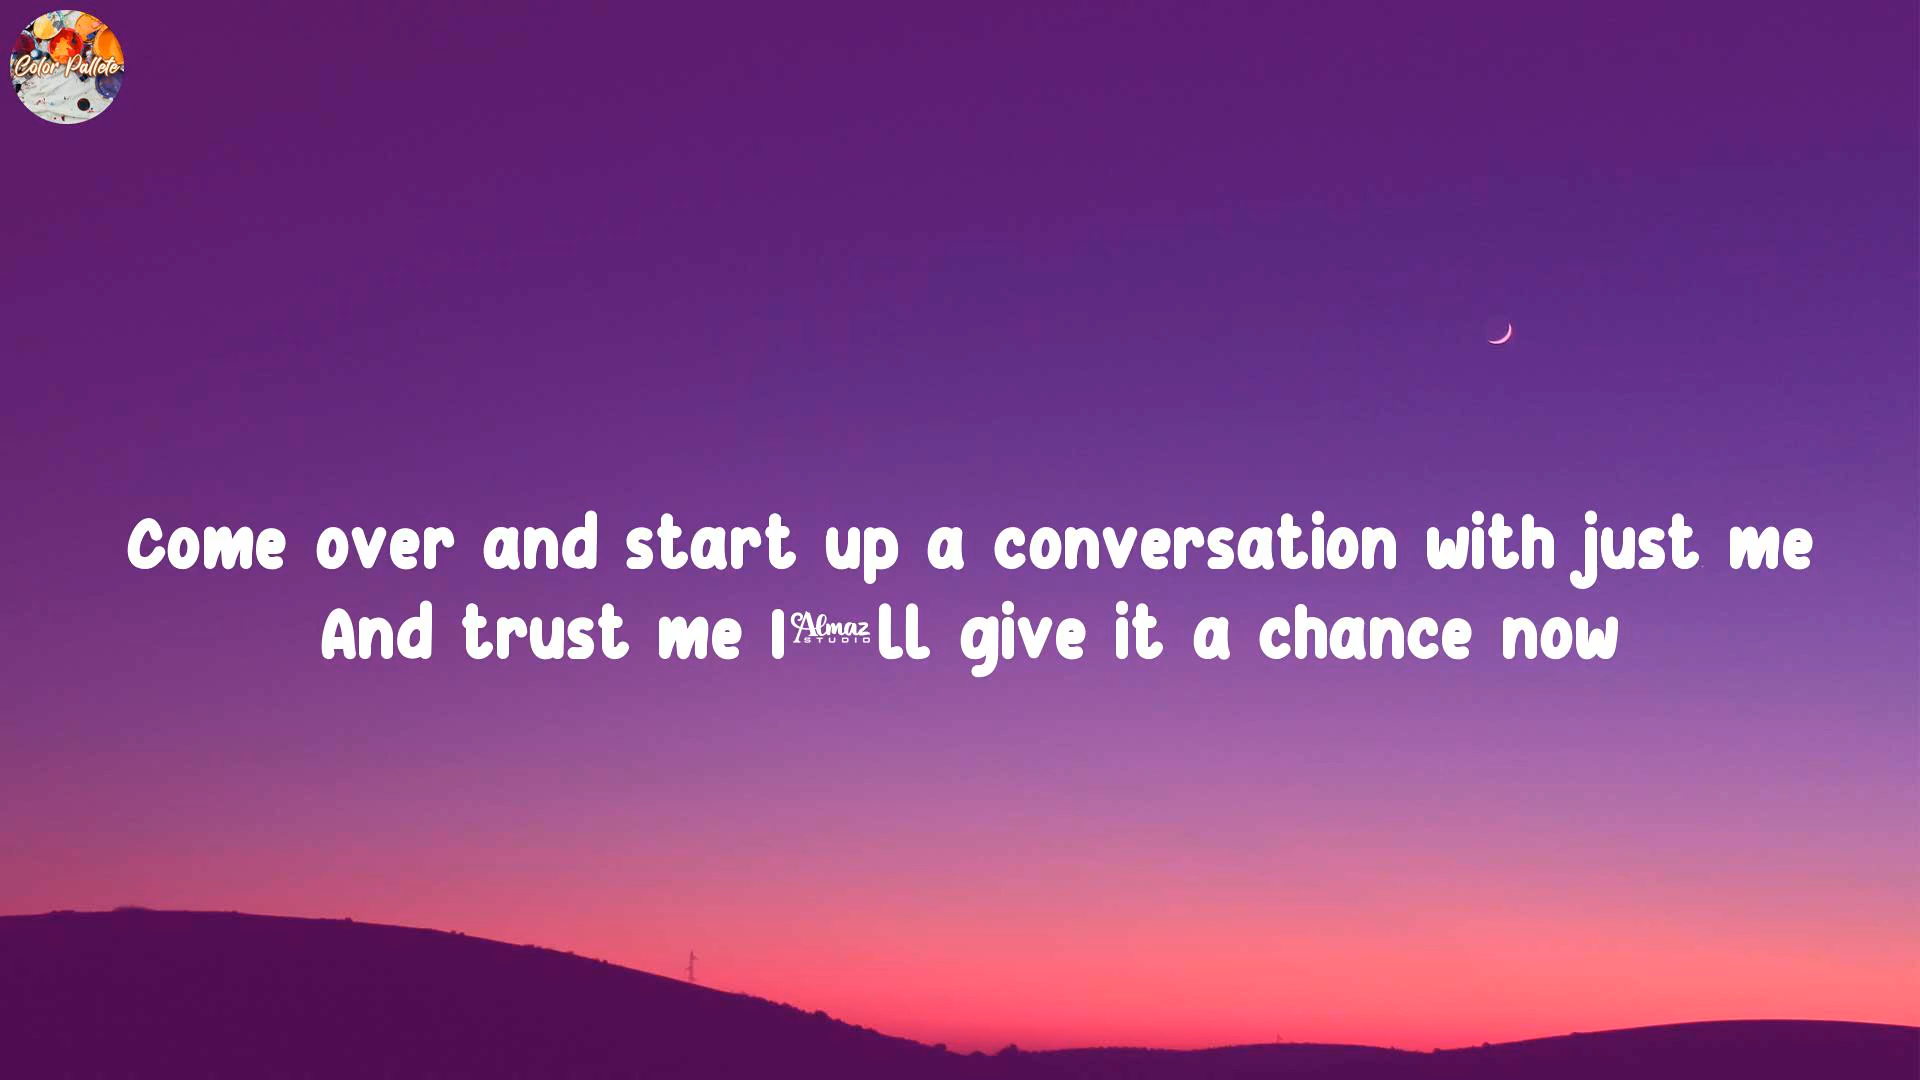 Color Pallete
Come over and start up a conversation with just me
And trust me I Almaz STUDIO ll give it a chance now